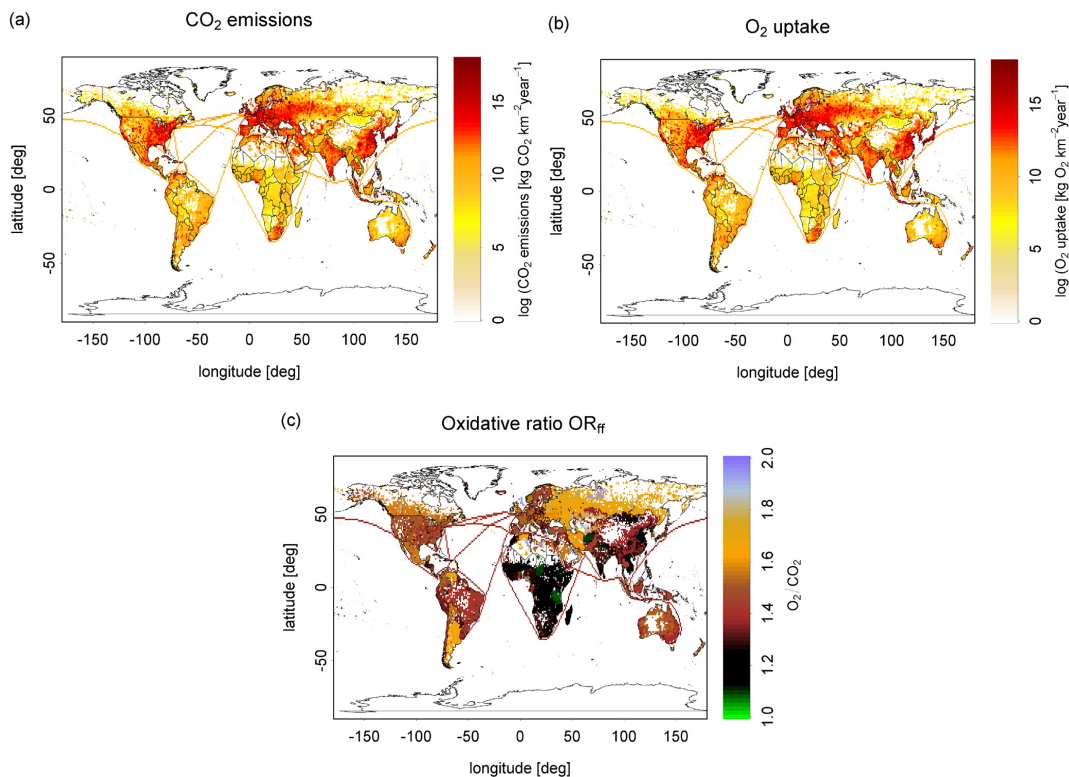 (a)
CO₂ emissions
latitude [deg]
50
0
-50
-150 -100 -50 0 50 100 150
longitude [deg]
0 5 10 15
log (CO₂ emissions [kg CO₂ km⁻²year⁻¹]
(b)
O₂ uptake
latitude [deg]
50
0
-50
-150 -100 -50 0 50 100 150
longitude [deg]
0 5 10 15
log (O₂ uptake [kg O₂ km⁻²year⁻¹]
(c)
Oxidative ratio ORff
latitude [deg]
50
0
-50
-150 -100 -50 0 50 100 150
longitude [deg]
1.0 1.2 1.4 1.6 1.8 2.0
O₂/CO₂